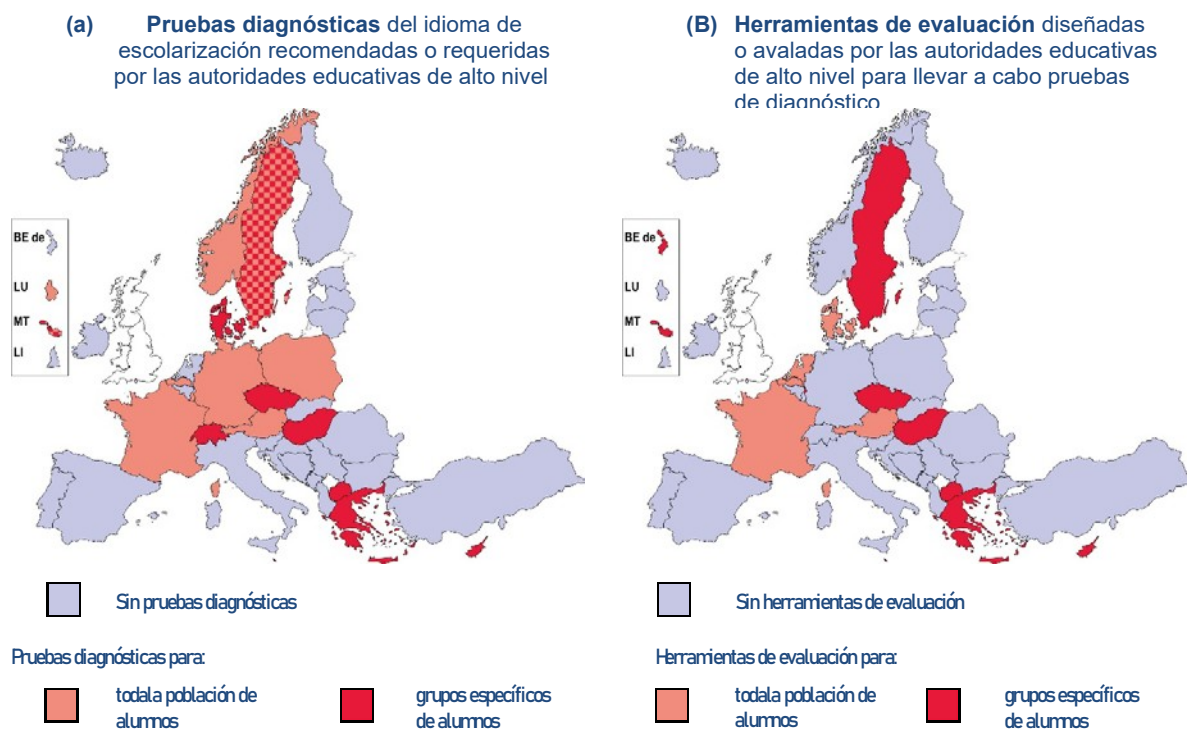 (a) Pruebas diagnósticas del idioma de
escolarización recomendadas o requeridas
por las autoridades educativas de alto nivel
(B) Herramientas de evaluación diseñadas
o avaladas por las autoridades educativas
de alto nivel para llevar a cabo pruebas
de diagnóstico
BE de
LU
MT
LI
BE de
LU
MT
LI
Sin pruebas diagnósticas
Sin herramientas de evaluación
Pruebas diagnósticas para:
Herramientas de evaluación para:
todala población de
alumnos
grupos específicos
de alumnos
todala población de
alumnos
grupos específicos
de alumnos